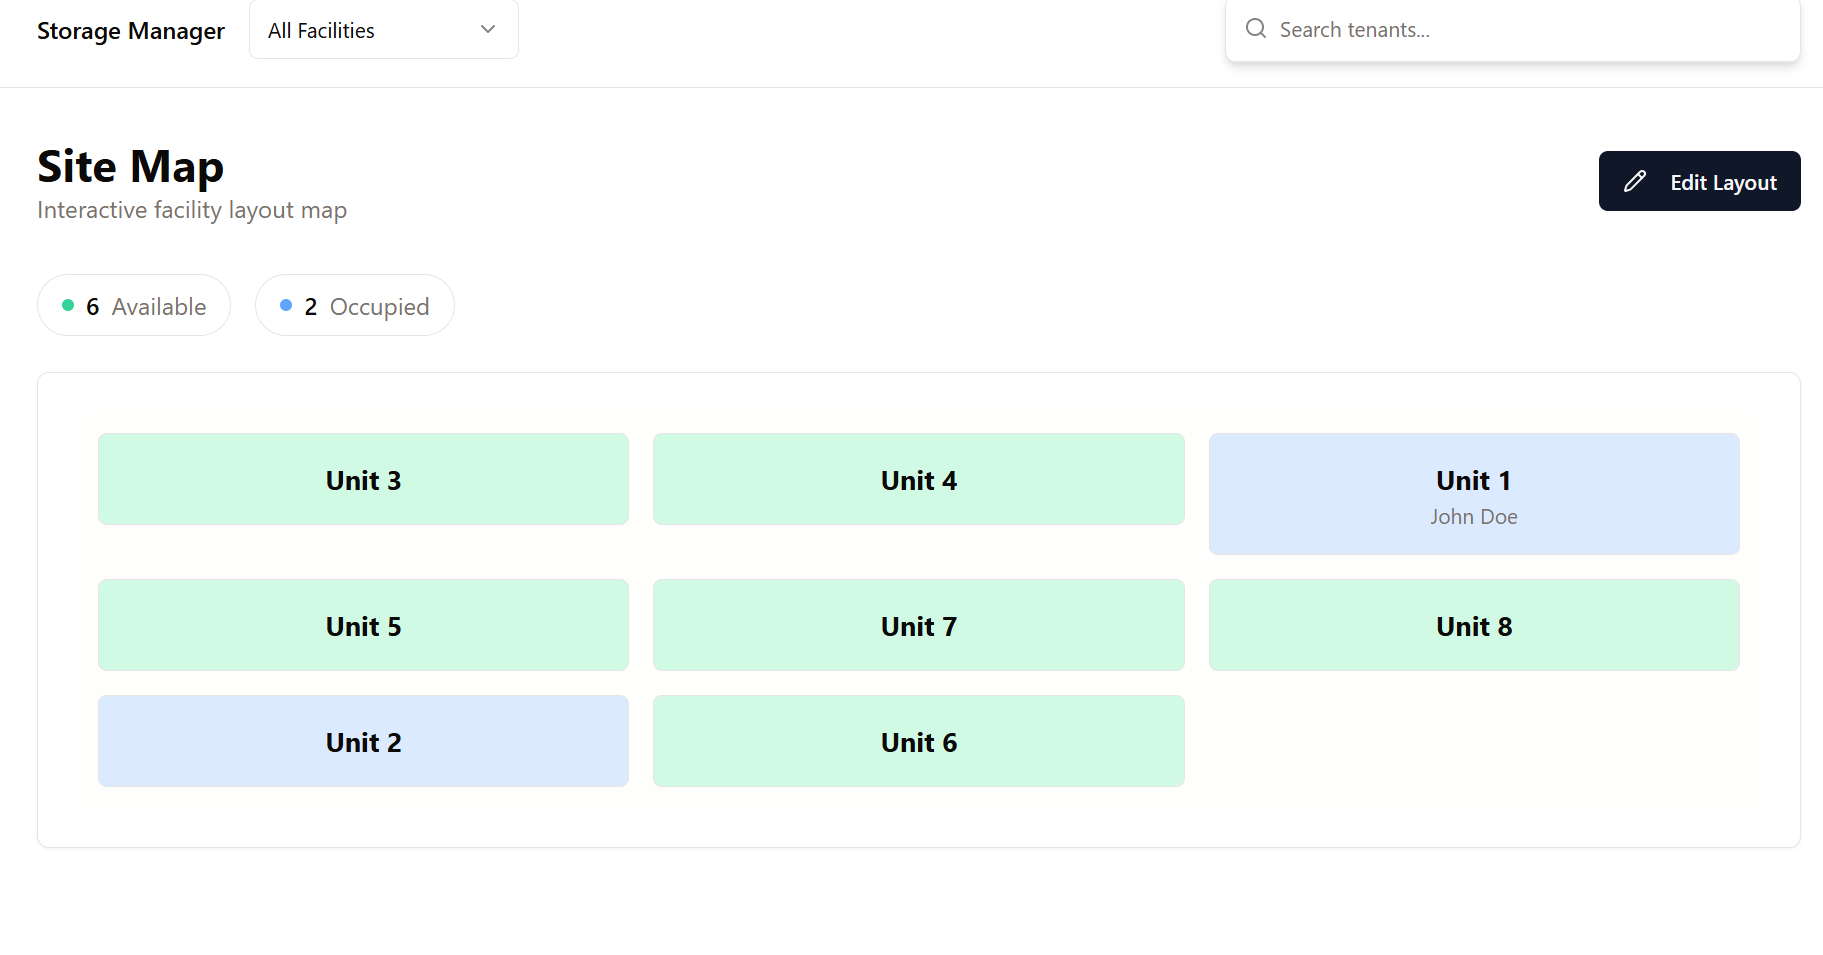 Storage Manager
All Facilities
Search tenants...
Site Map
Interactive facility layout map
Edit Layout
6 Available
2 Occupied
Unit 3
Unit 4
Unit 1
John Doe
Unit 5
Unit 7
Unit 8
Unit 2
Unit 6